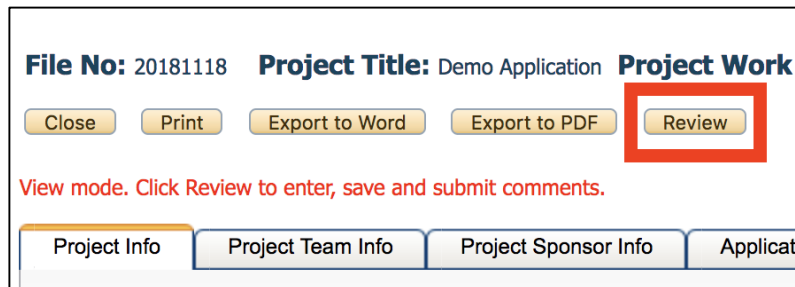 File No: 20181118 Project Title: Demo Application Project Work
Close Print Export to Word Export to PDF Review
View mode. Click Review to enter, save and submit comments.
Project Info Project Team Info Project Sponsor Info Applicat